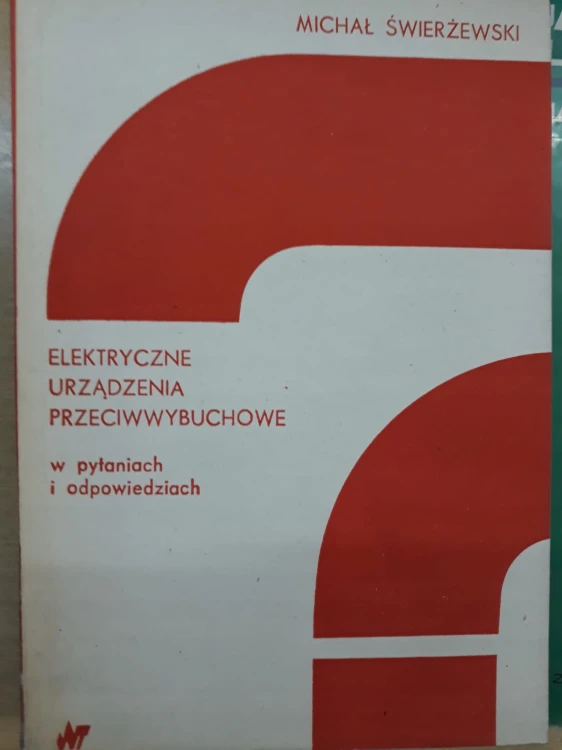 MICHAŁ ŚWIERŻEWSKI
ELEKTRYCZNE
URZĄDZENIA
PRZECIWWYBUCHOWE
w pytaniach
i odpowiedziach